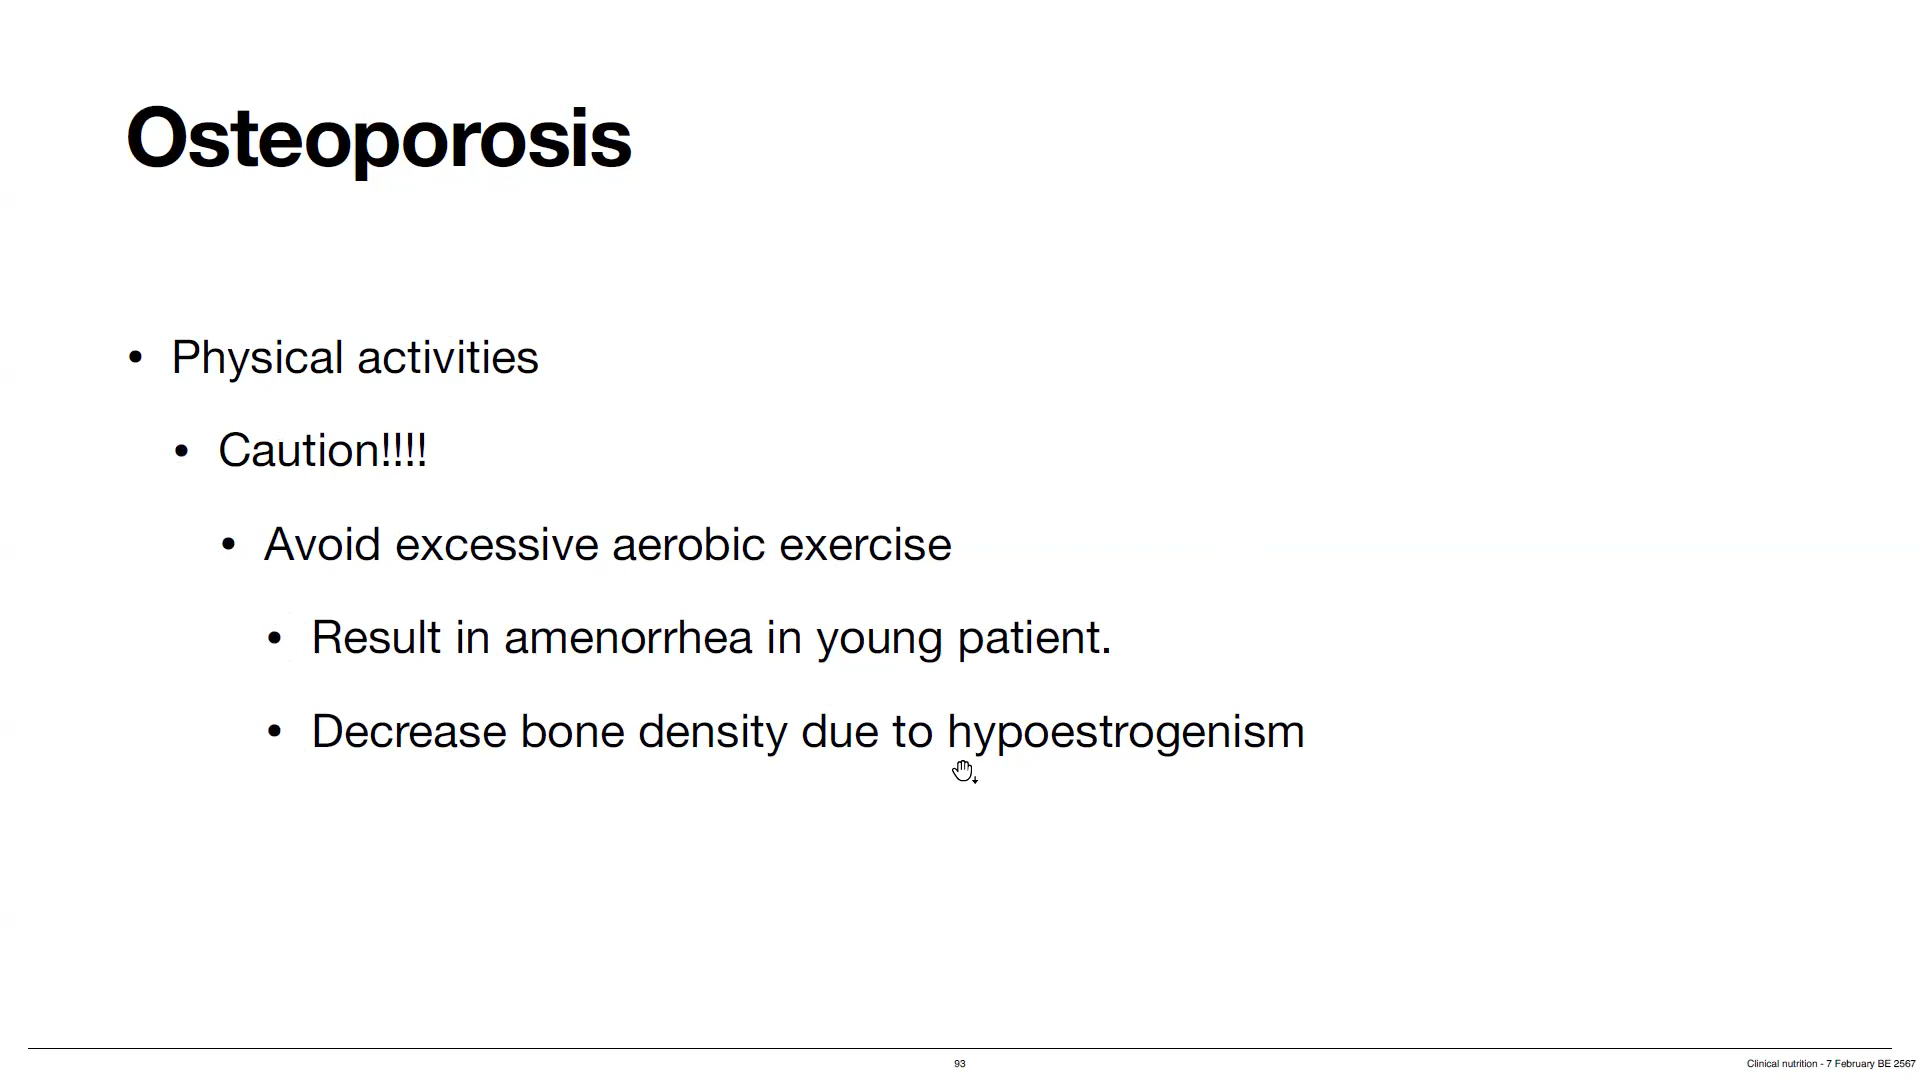 Osteoporosis
• Physical activities
• Caution!!!!
• Avoid excessive aerobic exercise
• Result in amenorrhea in young patient.
• Decrease bone density due to hypoestrogenism
93
Clinical nutrition - 7 February BE 2567